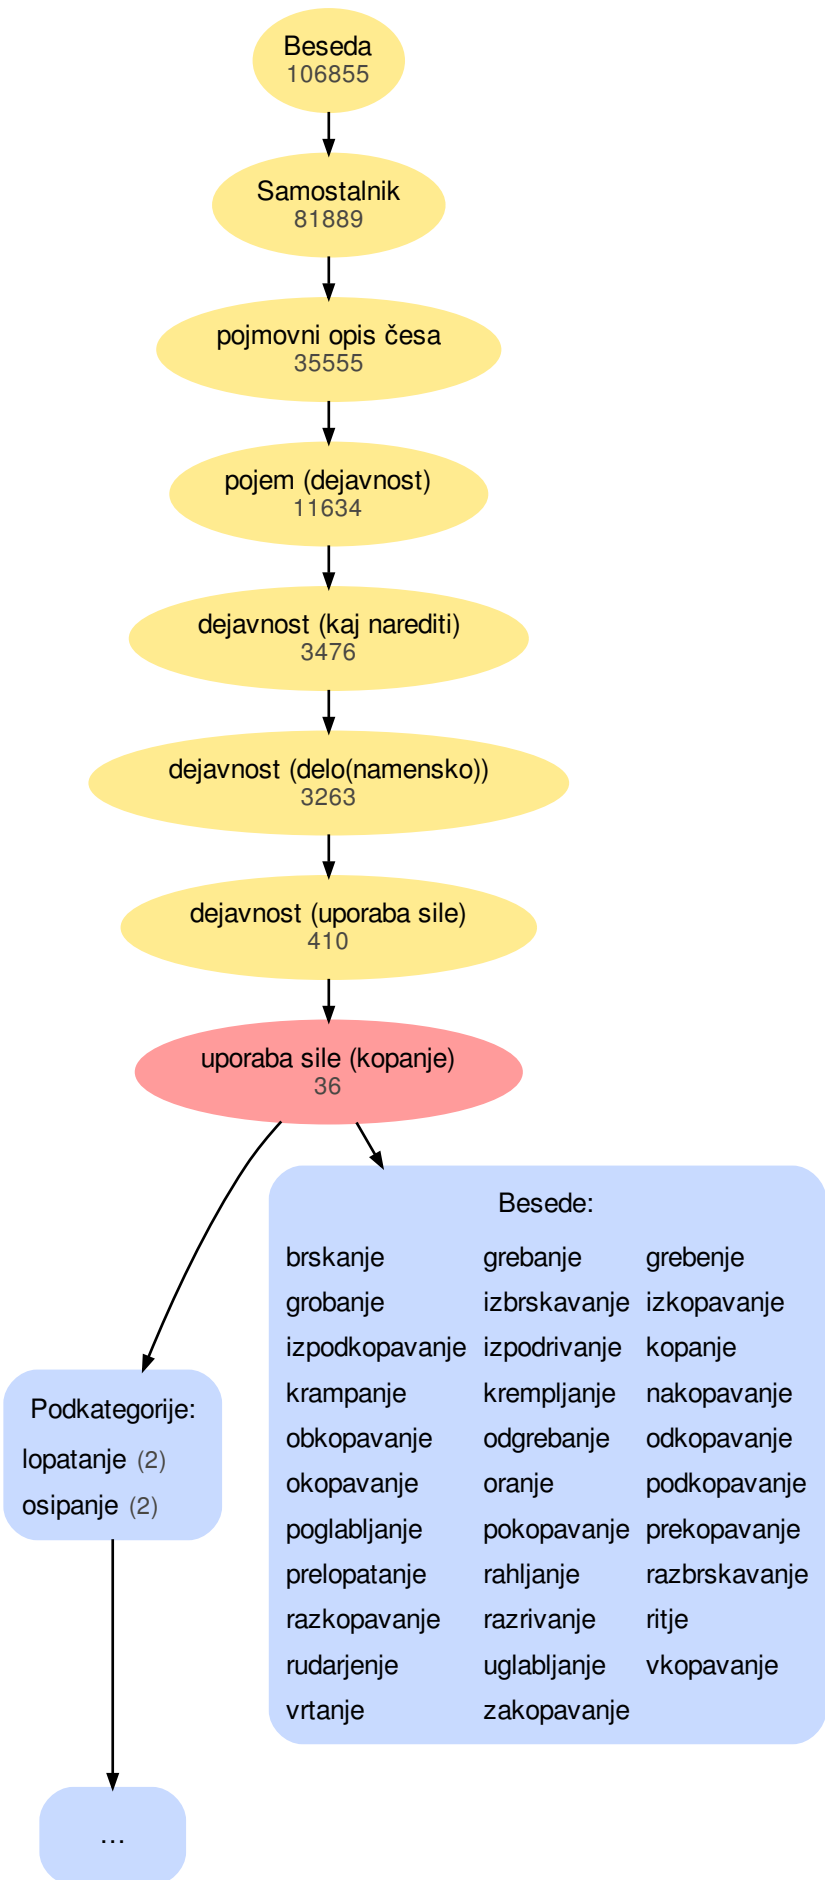 Beseda
106855
Samostalnik
81889
pojmovni opis česa
35555
pojem (dejavnost)
11634
dejavnost (kaj narediti)
3476
dejavnost (delo(namensko))
3263
dejavnost (uporaba sile)
410
uporaba sile (kopanje)
36
Besede:
brskanje grebanje grebenje
grobanje izbrskavanje izkopavanje
izpodkopavanje izpodrivanje kopanje
krampanje krempljanje nakopavanje
obkopavanje odgrebanje odkopavanje
okopavanje oranje podkopavanje
poglabljanje pokopavanje prekopavanje
prelopatanje rahljanje razbrskavanje
razkopavanje razrivanje ritje
rudarjenje uglabljanje vkopavanje
vrtanje zakopavanje
Podkategorije:
lopatanje (2)
osipanje (2)
...